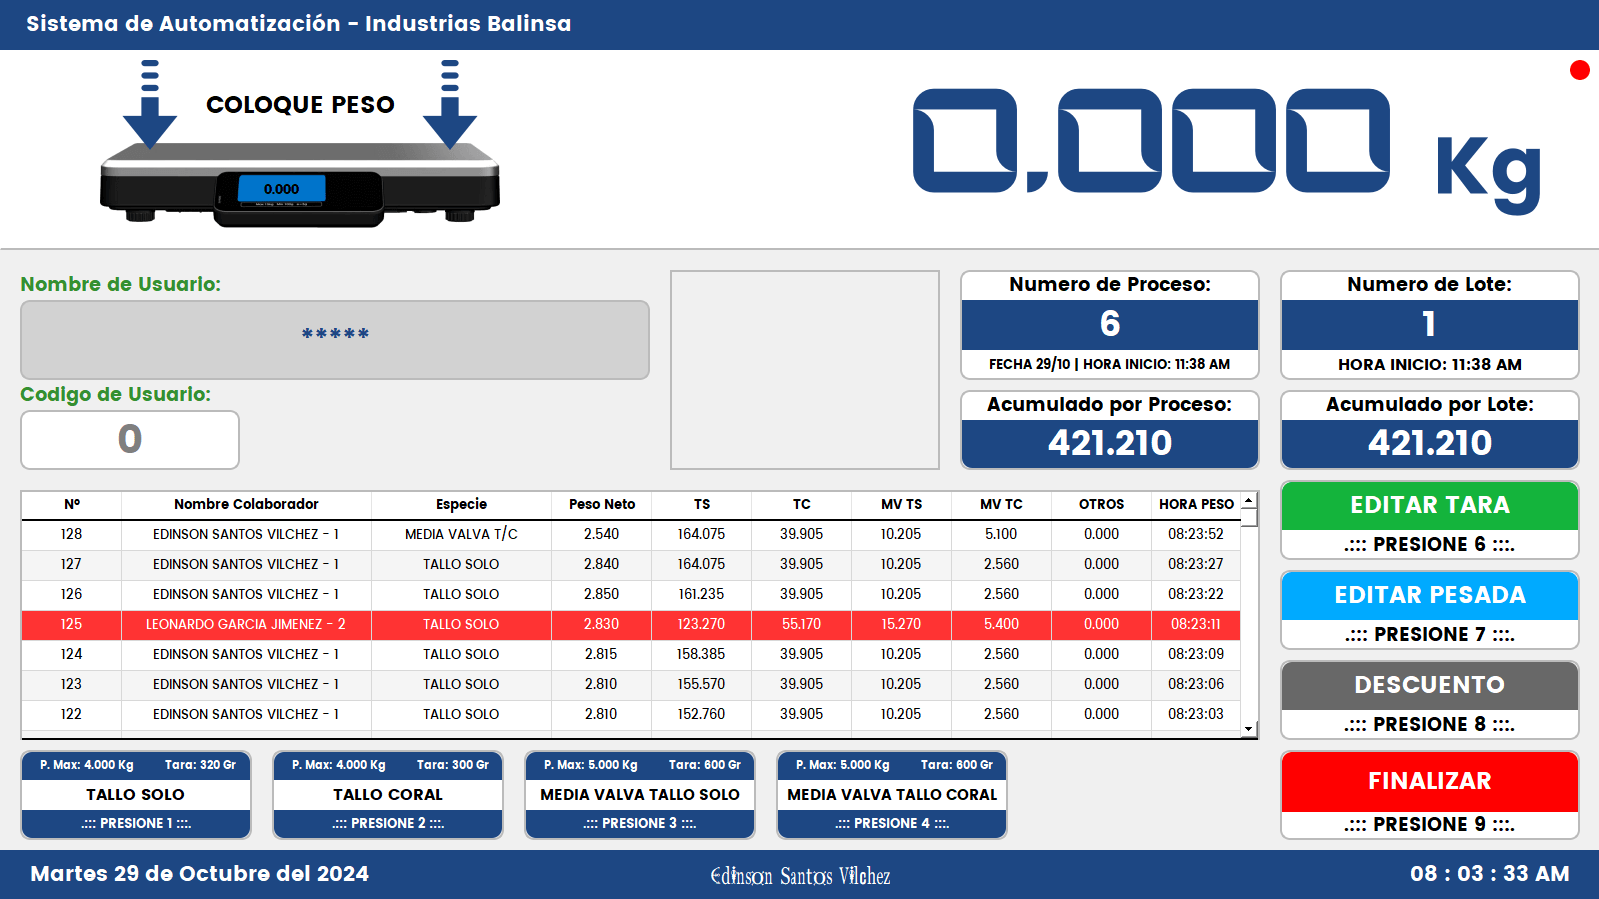 Sistema de Automatización - Industrias Balinsa
COLOQUE PESO
0.000
0,000 Kg
Nombre de Usuario:
*****
Codigo de Usuario:
0
Numero de Proceso:
6
FECHA 29/10 | HORA INICIO: 11:38 AM
Numero de Lote:
1
HORA INICIO: 11:38 AM
Acumulado por Proceso:
421.210
Acumulado por Lote:
421.210
Nº Nombre Colaborador Especie Peso Neto TS TC MV TS MV TC OTROS HORA PESO
128 EDINSON SANTOS VILCHEZ - 1 MEDIA VALVA T/C 2.540 164.075 39.905 10.205 5.100 0.000 08:23:52
127 EDINSON SANTOS VILCHEZ - 1 TALLO SOLO 2.840 164.075 39.905 10.205 2.560 0.000 08:23:27
126 EDINSON SANTOS VILCHEZ - 1 TALLO SOLO 2.850 161.235 39.905 10.205 2.560 0.000 08:23:22
125 LEONARDO GARCIA JIMENEZ - 2 TALLO SOLO 2.830 123.270 55.170 15.270 5.400 0.000 08:23:11
124 EDINSON SANTOS VILCHEZ - 1 TALLO SOLO 2.815 158.385 39.905 10.205 2.560 0.000 08:23:09
123 EDINSON SANTOS VILCHEZ - 1 TALLO SOLO 2.810 155.570 39.905 10.205 2.560 0.000 08:23:06
122 EDINSON SANTOS VILCHEZ - 1 TALLO SOLO 2.810 152.760 39.905 10.205 2.560 0.000 08:23:03
EDITAR TARA
.::: PRESIONE 6 :::.
EDITAR PESADA
.::: PRESIONE 7 :::.
DESCUENTO
.::: PRESIONE 8 :::.
FINALIZAR
.::: PRESIONE 9 :::.
P. Max: 4.000 Kg Tara: 320 Gr
TALLO SOLO
.::: PRESIONE 1 :::.
P. Max: 4.000 Kg Tara: 300 Gr
TALLO CORAL
.::: PRESIONE 2 :::.
P. Max: 5.000 Kg Tara: 600 Gr
MEDIA VALVA TALLO SOLO
.::: PRESIONE 3 :::.
P. Max: 5.000 Kg Tara: 600 Gr
MEDIA VALVA TALLO CORAL
.::: PRESIONE 4 :::.
Martes 29 de Octubre del 2024
Edinson Santos Vilchez
08 : 03 : 33 AM